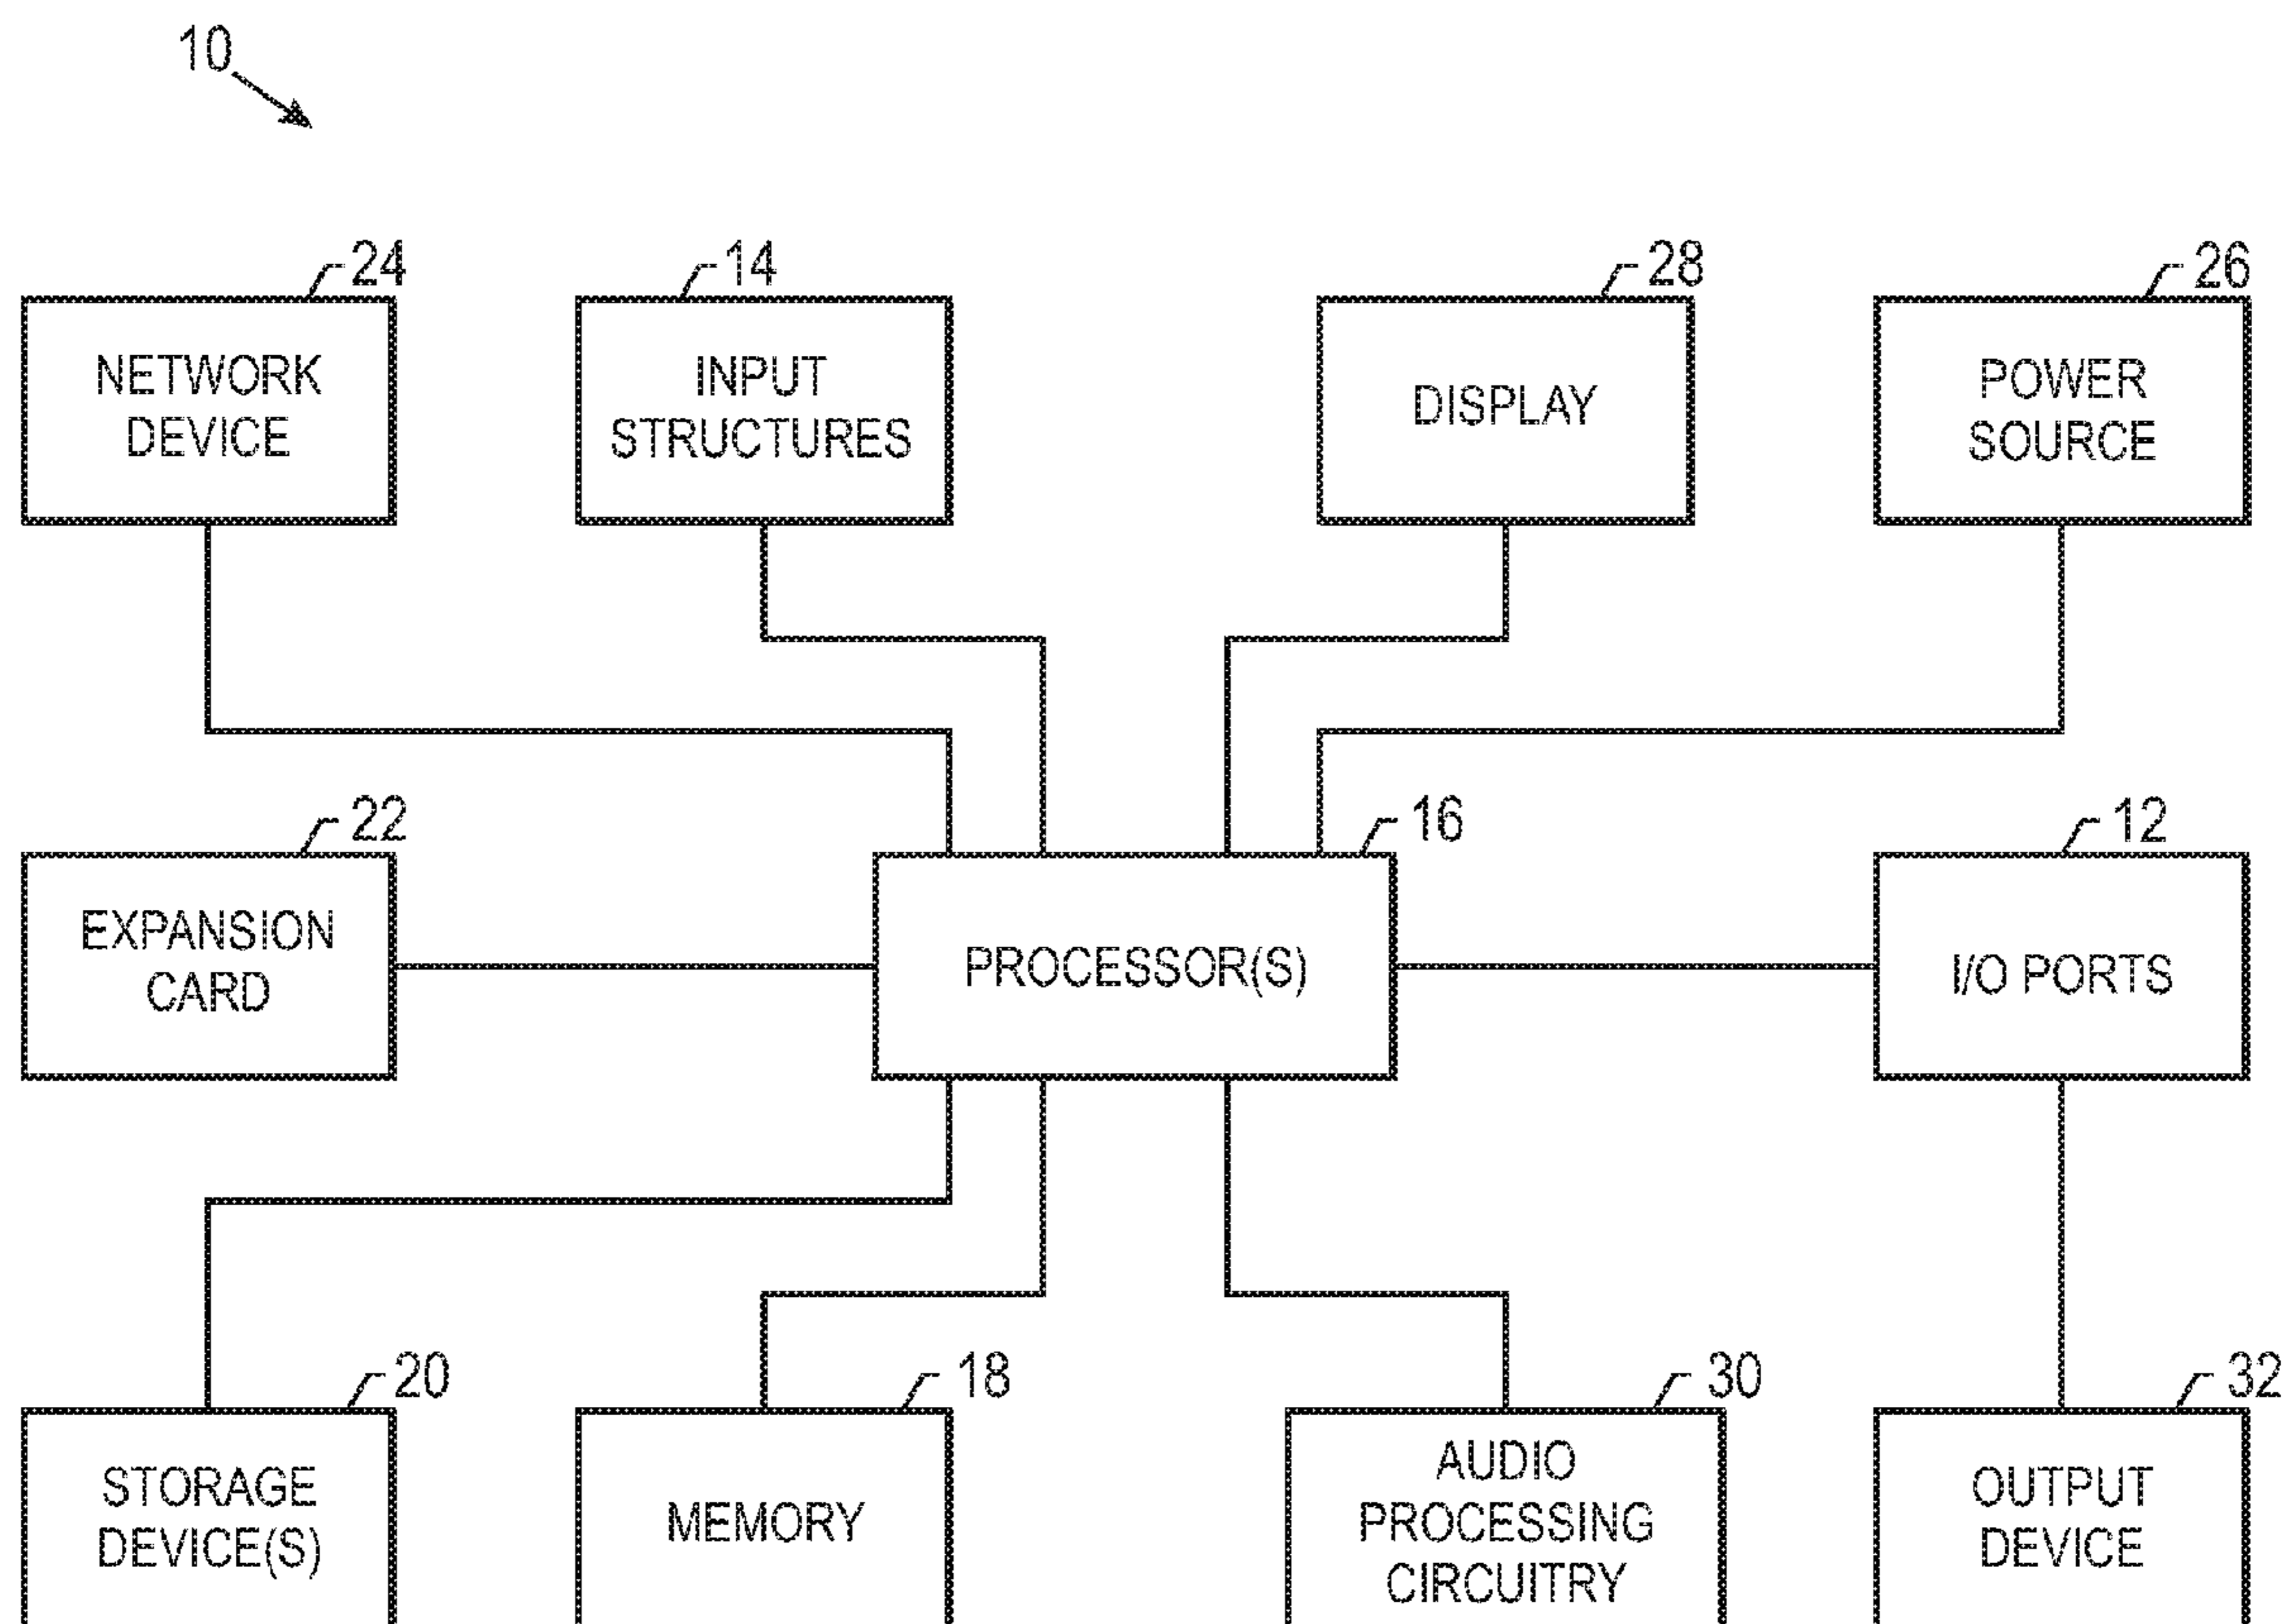 10
24
NETWORK
DEVICE
14
INPUT
STRUCTURES
28
DISPLAY
26
POWER
SOURCE
22
EXPANSION
CARD
16
PROCESSOR(S)
12
I/O PORTS
20
STORAGE
DEVICE(S)
18
MEMORY
30
AUDIO
PROCESSING
CIRCUITRY
32
OUTPUT
DEVICE